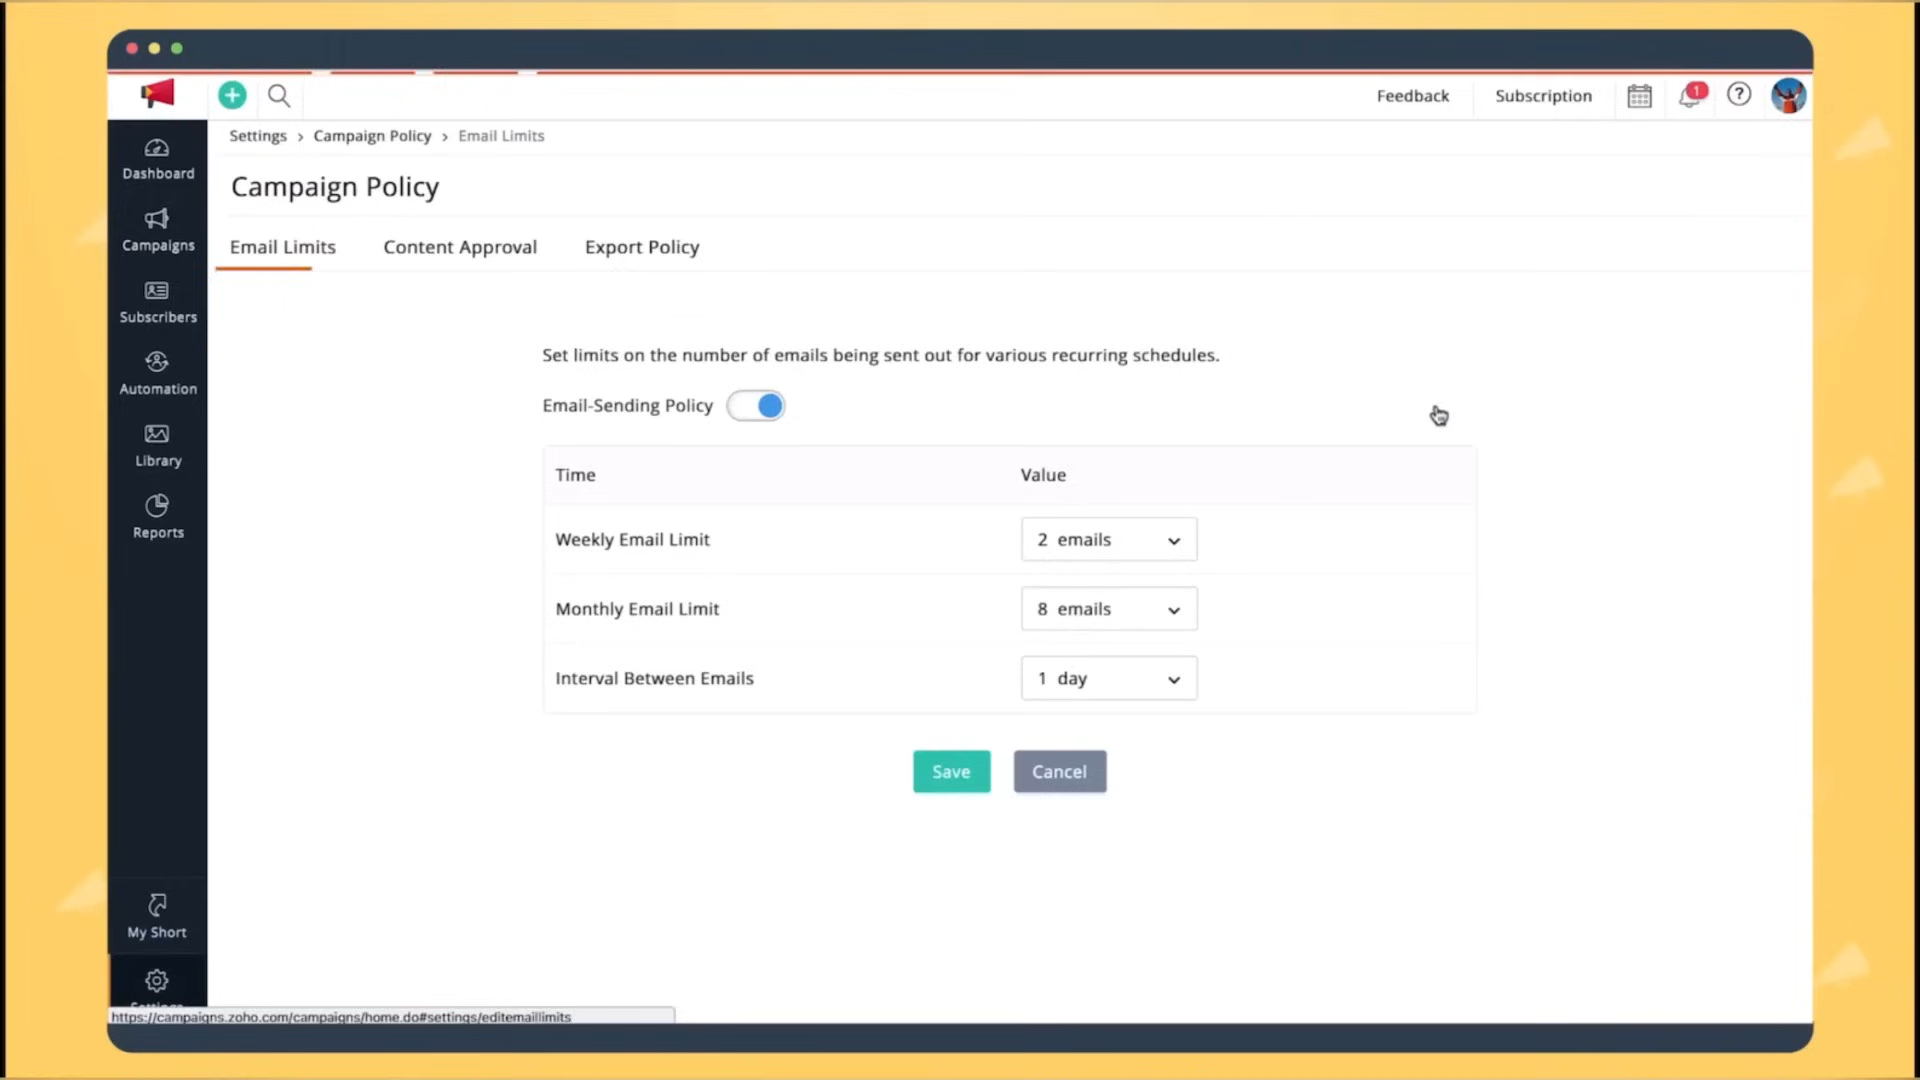 Feedback
Subscription
1
Settings > Campaign Policy > Email Limits
Campaign Policy
Email Limits
Content Approval
Export Policy
Dashboard
Campaigns
Subscribers
Automation
Library
Reports
My Short
Settings
Set limits on the number of emails being sent out for various recurring schedules.
Email-Sending Policy
Time Value
Weekly Email Limit 2 emails
Monthly Email Limit 8 emails
Interval Between Emails 1 day
Save Cancel
https://campaigns.zoho.com/campaigns/home.do#settings/editemaillimits